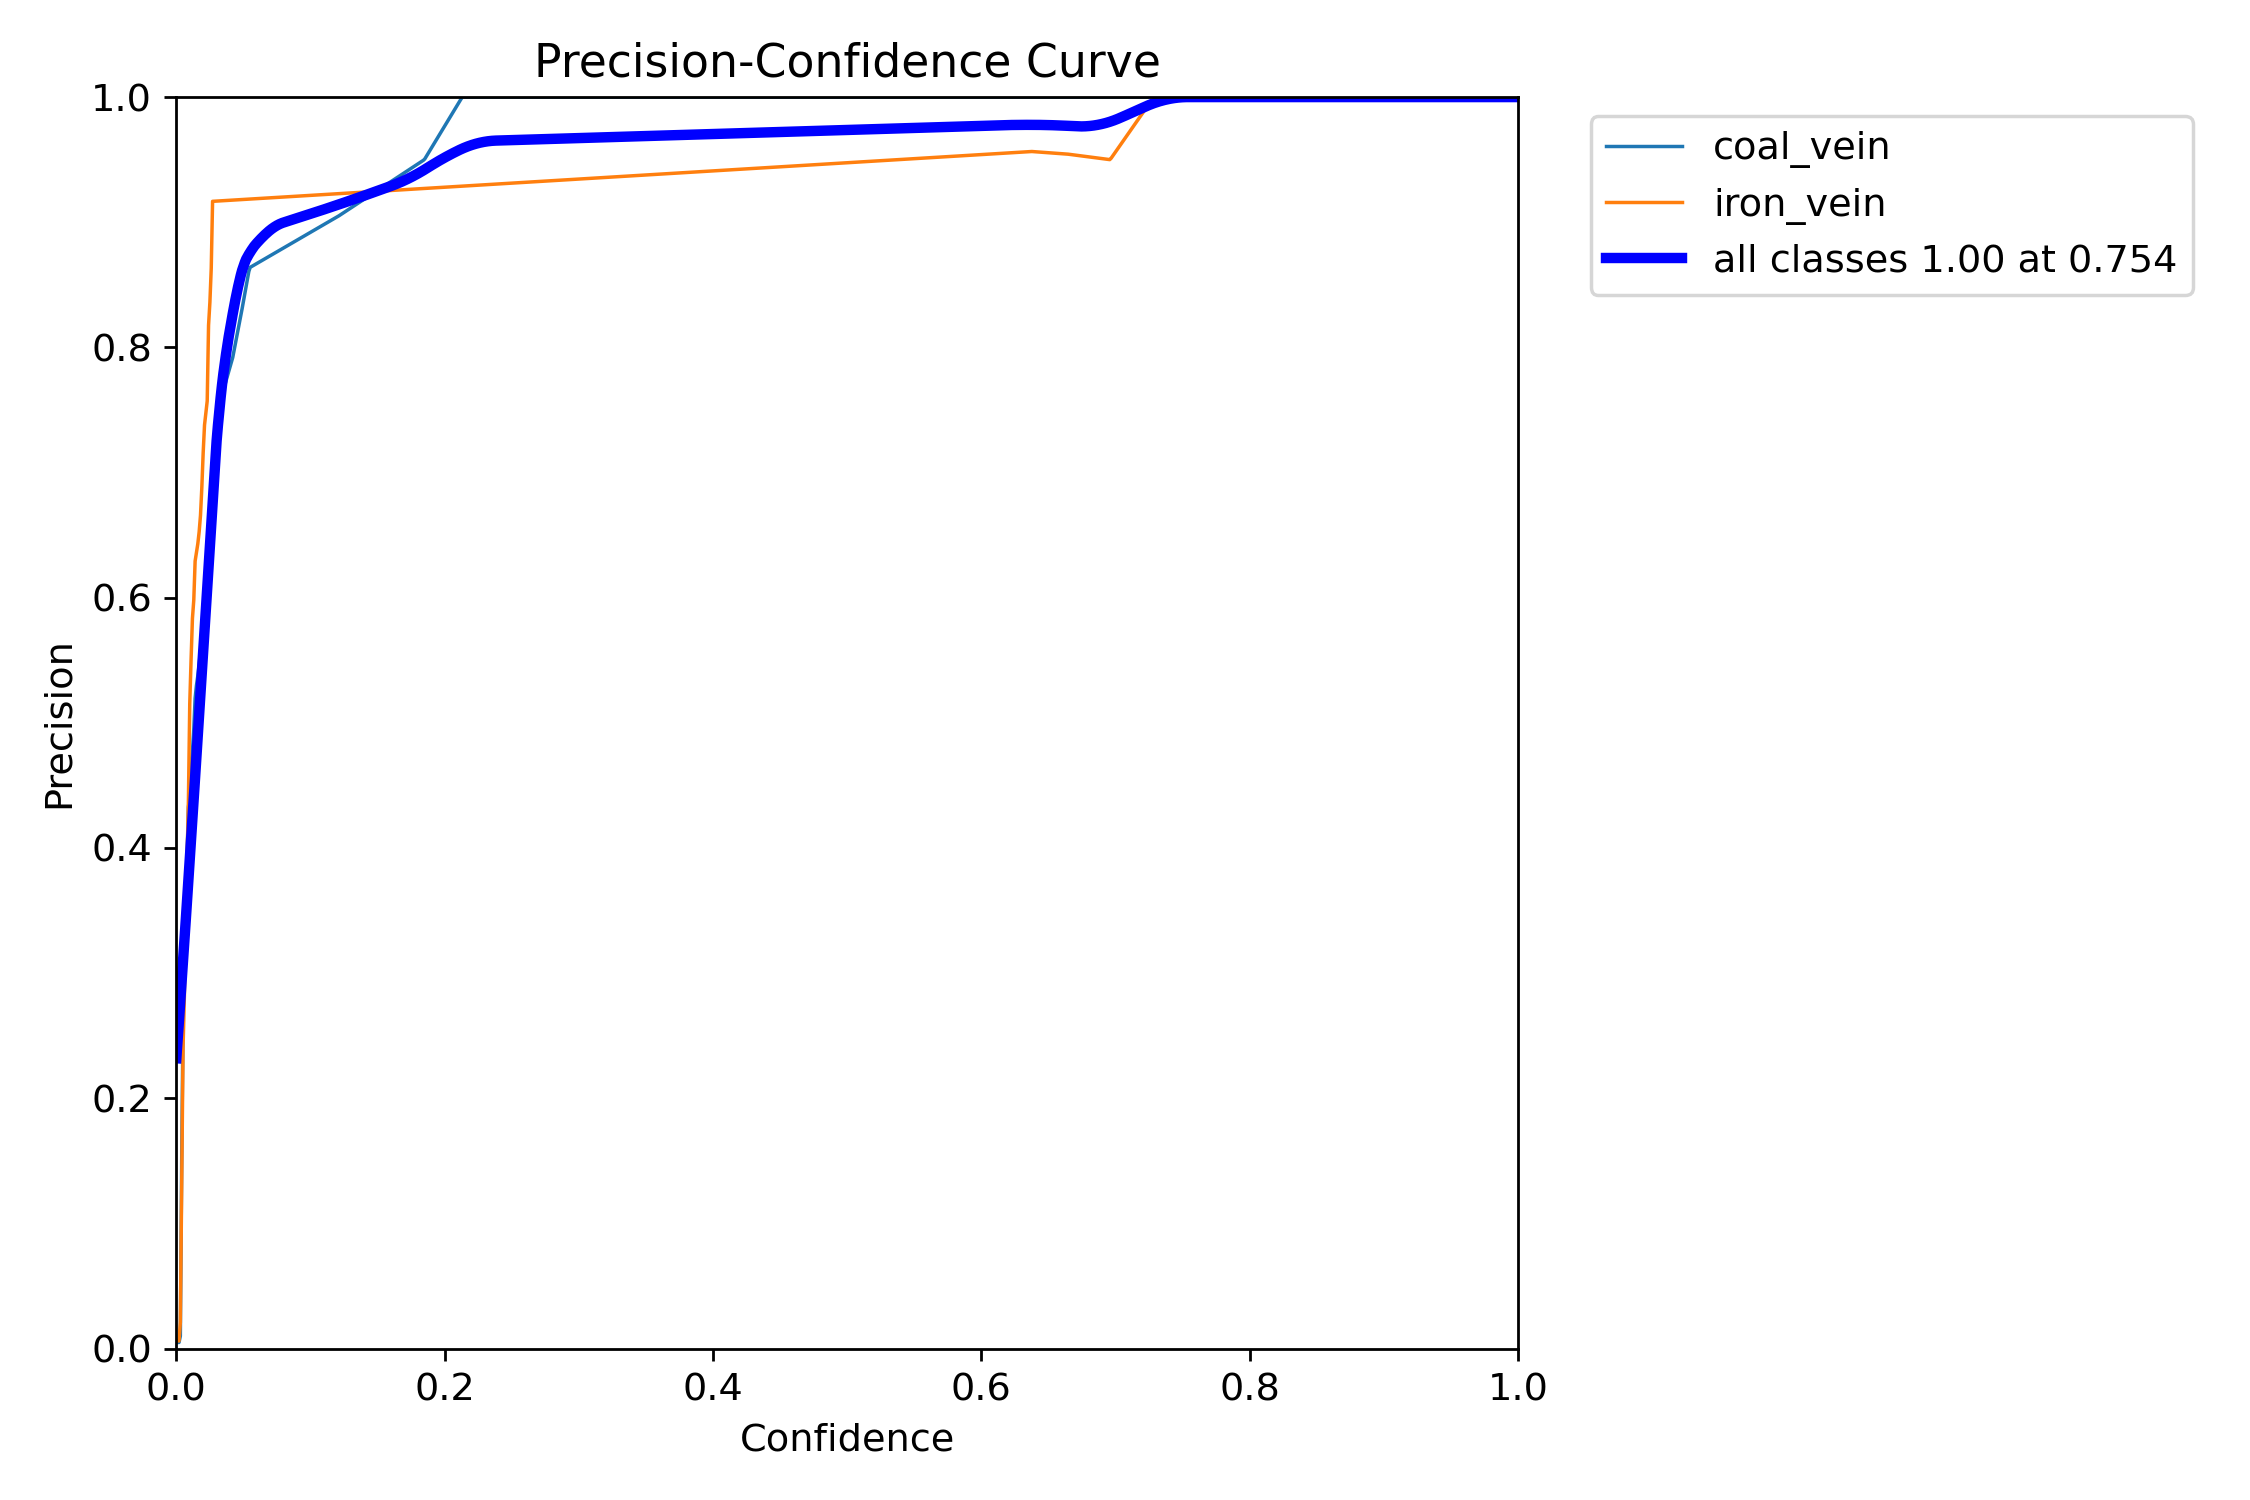 Precision-Confidence Curve
1.0
0.8
0.6
0.4
0.2
0.0
Precision
0.0 0.2 0.4 0.6 0.8 1.0
Confidence
coal_vein
iron_vein
all classes 1.00 at 0.754